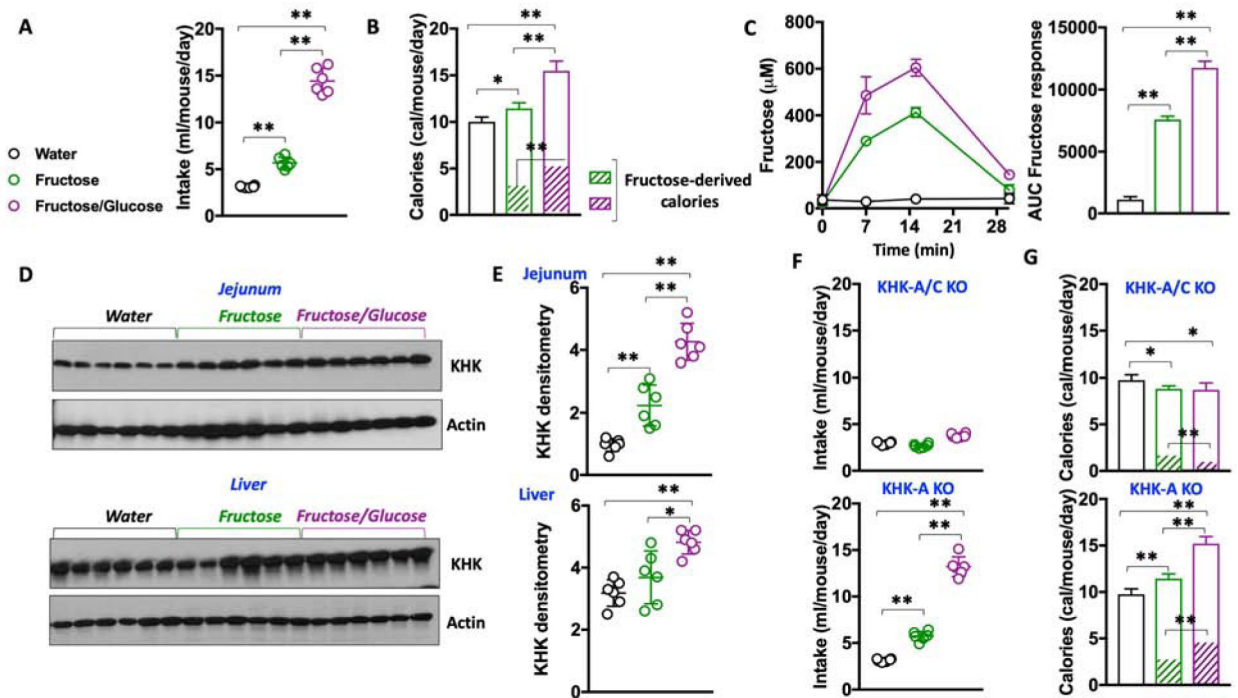 A
Intake (ml/mouse/day)
20
15
10
5
0
**
**
**
Water
Fructose
Fructose/Glucose
B
Calories (cal/mouse/day)
20
15
10
5
0
**
**
*
**
Fructose-derived
calories
C
Fructose
(µM)
800
600
400
200
0
0 7 14 21 28
Time (min)
AUC Fructose response
15000
10000
5000
0
**
**
**
D
Jejunum
Water Fructose Fructose/Glucose
KHK
Actin
Liver
Water Fructose Fructose/Glucose
KHK
Actin
E
Jejunum
KHK densitometry
6
4
2
0
**
**
**
Liver
KHK densitometry
6
4
2
0
**
*
F
KHK-A/C KO
Intake (ml/mouse/day)
20
15
10
5
0
KHK-A KO
Intake (ml/mouse/day)
20
15
10
5
0
**
**
**
G
KHK-A/C KO
Calories (cal/mouse/day)
20
15
10
5
0
*
*
**
KHK-A KO
Calories (cal/mouse/day)
20
15
10
5
0
**
**
**
**